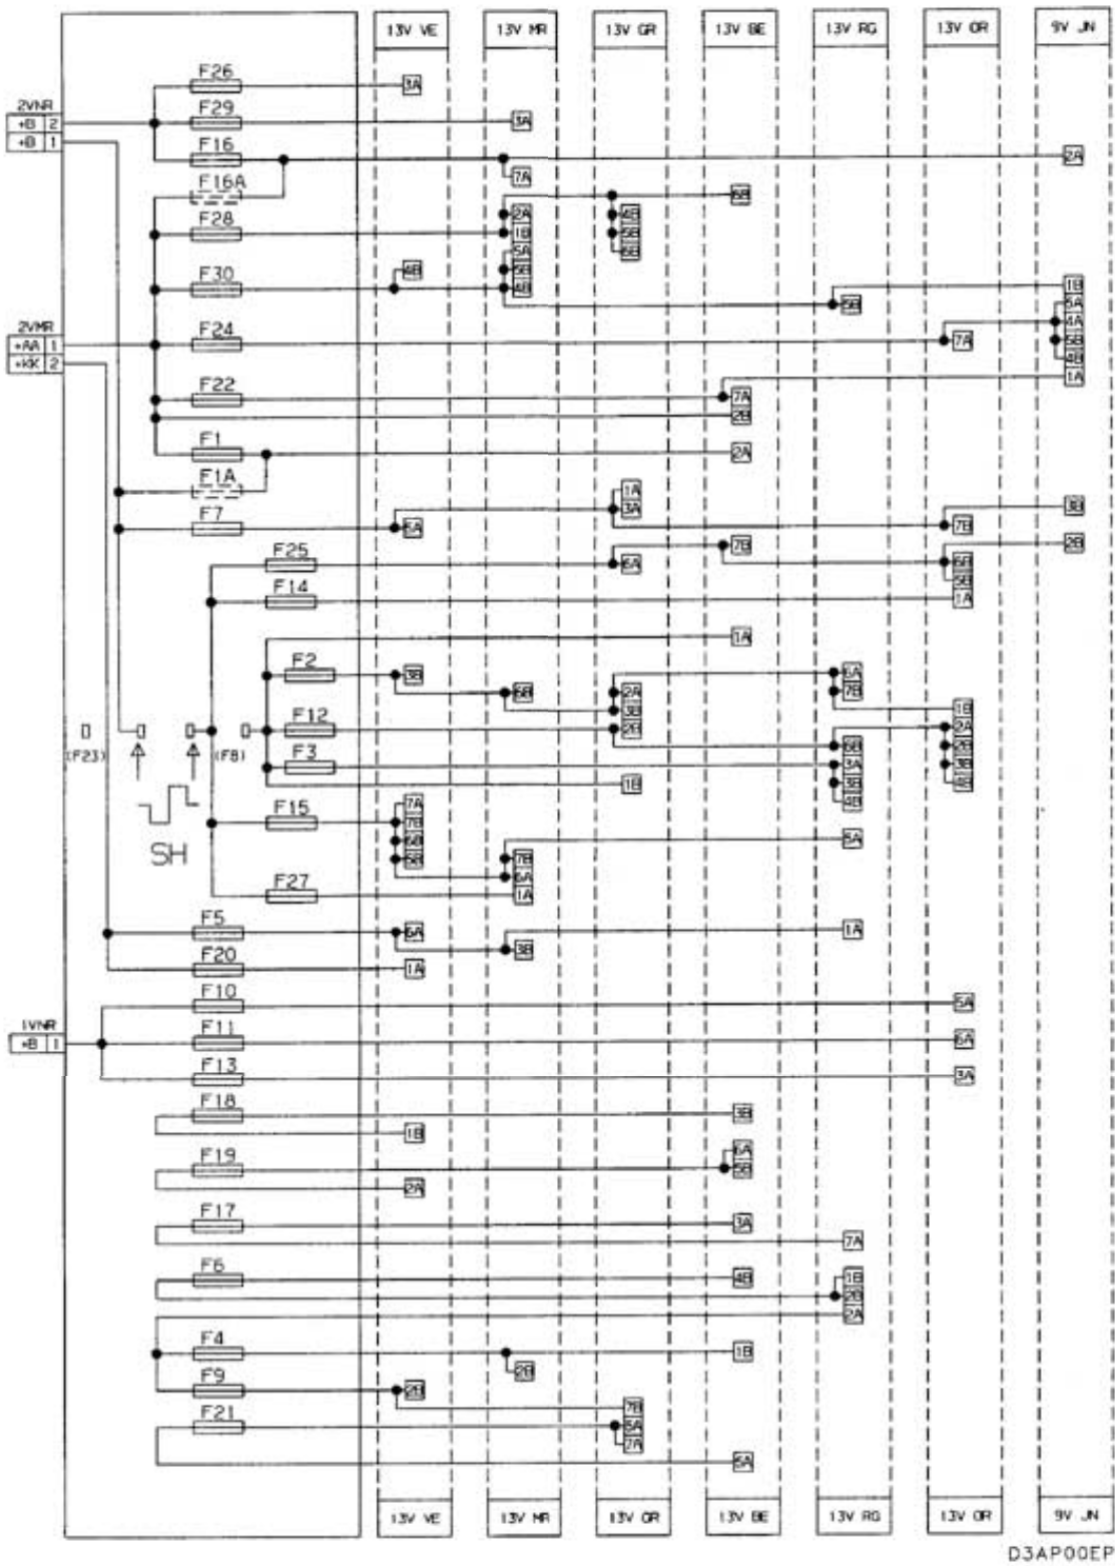 13V VE 13V MR 13V GR 13V BE 13V RG 13V OR 9V JN
F26 3A
2VNR F29
+B 2 3A
+B 1 F16 2A
F16A 7A
6B
F28 2A 4B
1B 5B
5A 6B
F30 4B 5B
4B 1B
5B 5A
2VMR F24 4A
+AA 1 7A 5B
+KK 2 4B
F22 1A
7A
2B
F1 2A
F1A 1A
3A 3B
F7 5A 7B
F25 7B 2B
6A 6B
F14 5B
1A
1A
F2 3B 6A
6B 2A 7B
3B 1B
F12 2B 2A
(F23) (F8) 6B 2B
F3 3A 3B
1B 3B 4B
F15 7A 4B
7B
SH 6B 5A
5B 7B
F27 6A
1A
F5 6A 1A
3B
F20 1A
F10 5A
1VNR F11
+B 1 6A
F13 3A
F18 3B
1B
F19 6A
5B
2A
F17 3A
7A
F6 4B 1B
2B
2A
F4 1B
2B
F9 2B
7B
F21 5A
7A
5A
13V VE 13V MR 13V GR 13V BE 13V RG 13V OR 9V JN
D3AP00EP